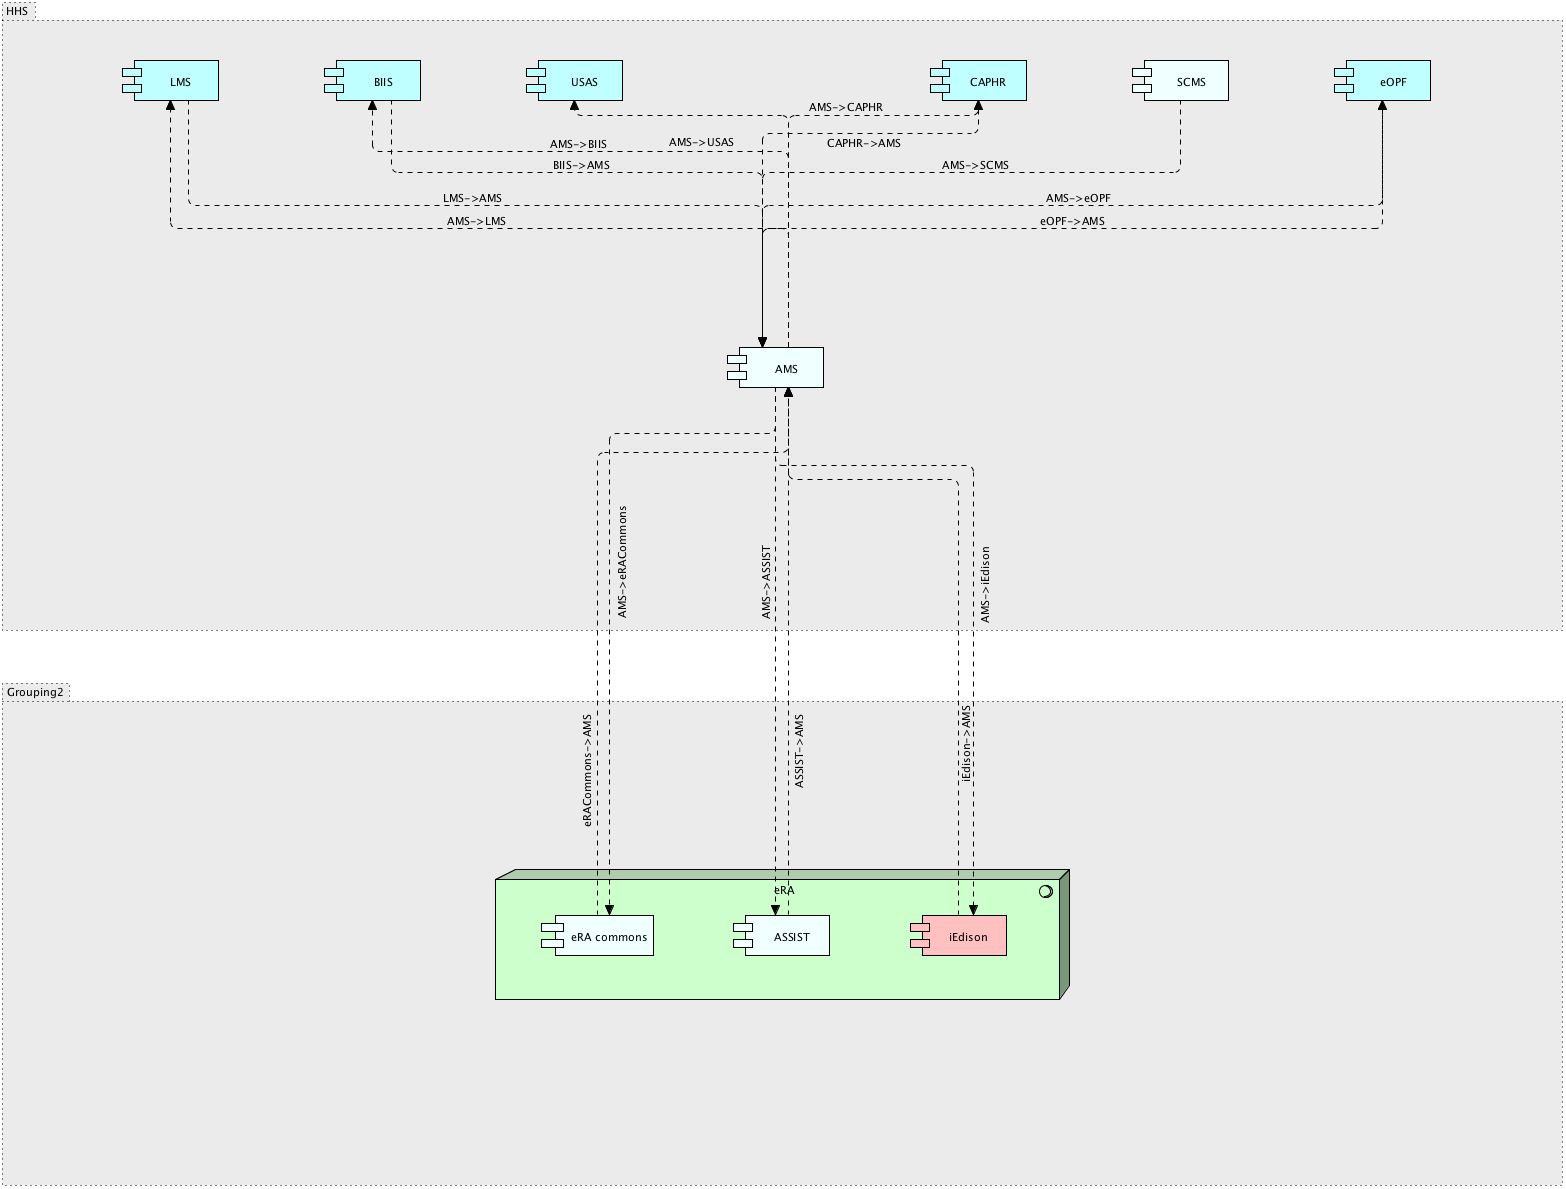 HHS
LMS
BIIS
USAS
CAPHR
SCMS
eOPF
AMS->CAPHR
AMS->BIIS
AMS->USAS
CAPHR->AMS
BIIS->AMS
AMS->SCMS
LMS->AMS
AMS->eOPF
AMS->LMS
eOPF->AMS
AMS
AMS->eRACommons
AMS->ASSIST
AMS->iEdison
Grouping2
eRACommons->AMS
ASSIST->AMS
iEdison->AMS
eRA
eRA commons
ASSIST
iEdison